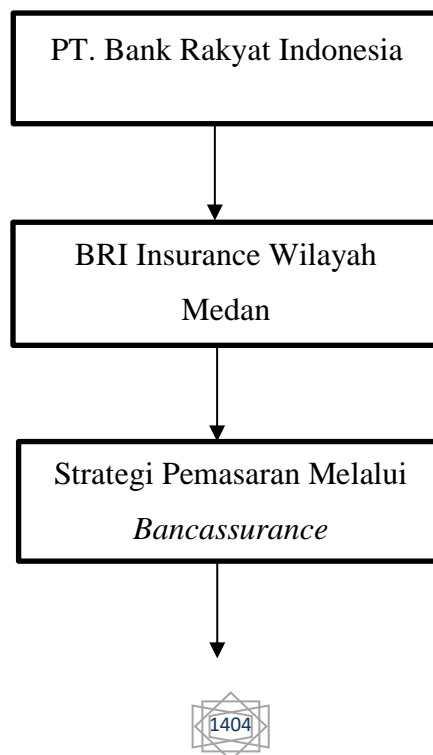 PT. Bank Rakyat Indonesia
BRI Insurance Wilayah
Medan
Strategi Pemasaran Melalui
Bancassurance
1404